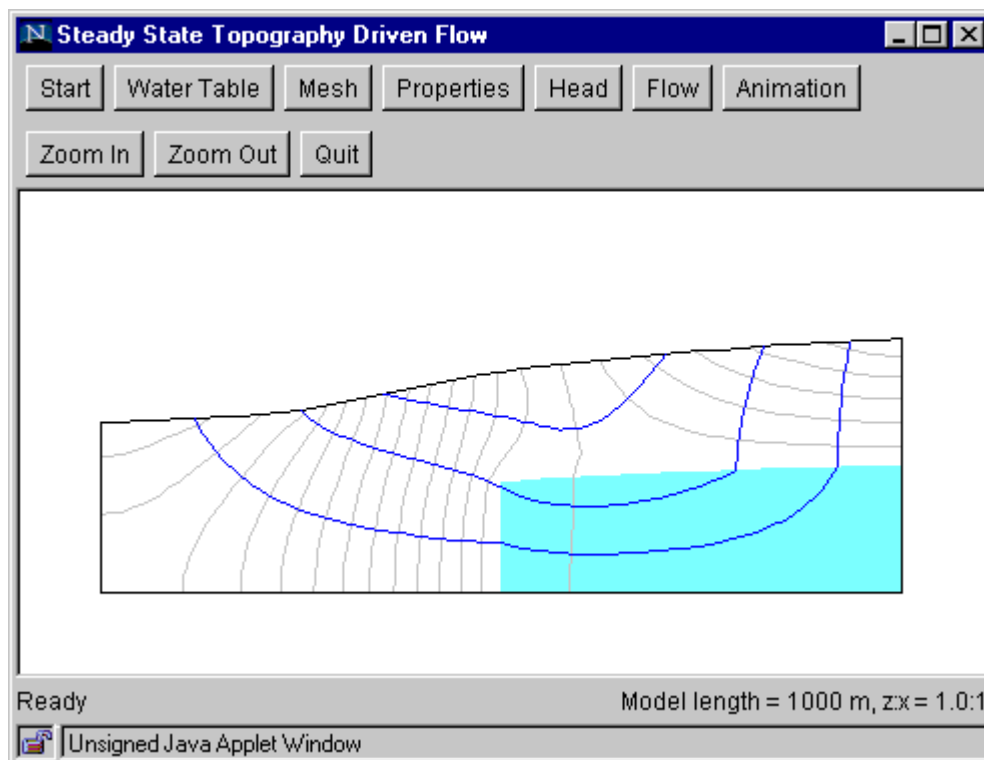 Steady State Topography Driven Flow
Start Water Table Mesh Properties Head Flow Animation
Zoom In Zoom Out Quit
Ready Model length = 1000 m, z:x = 1.0:1
Unsigned Java Applet Window